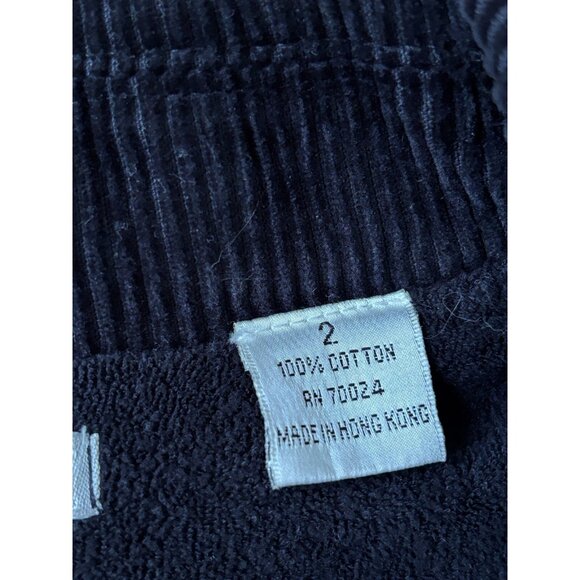 2
100% COTTON
RN 70024
MADE IN HONG KONG